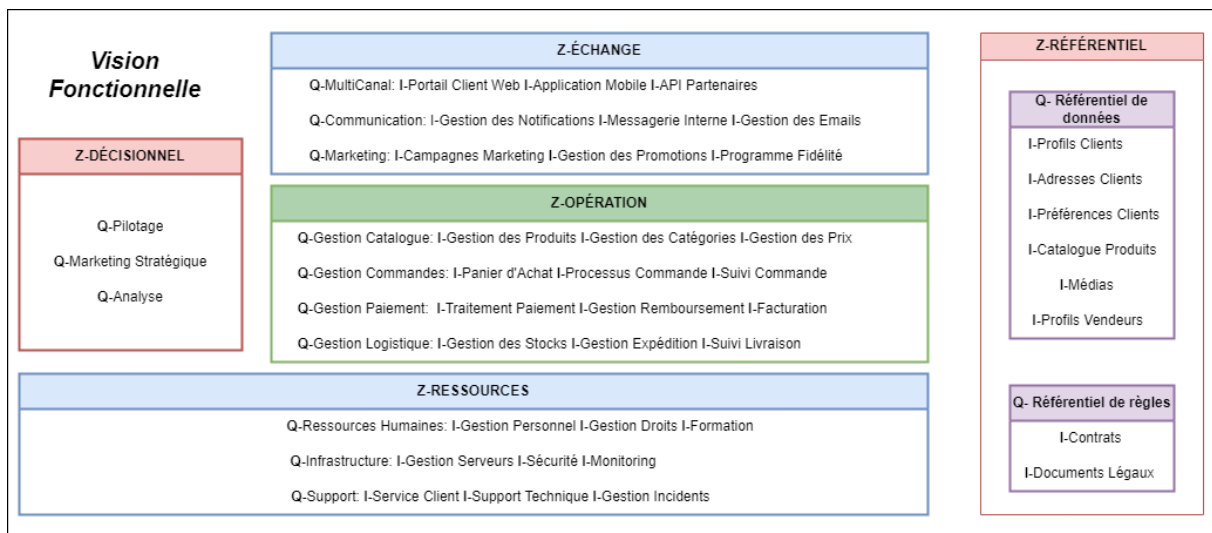 Vision
Fonctionnelle
Z-DÉCISIONNEL
Q-Pilotage
Q-Marketing Stratégique
Q-Analyse
Z-ÉCHANGE
Q-MultiCanal: I-Portail Client Web I-Application Mobile I-API Partenaires
Q-Communication: I-Gestion des Notifications I-Messagerie Interne I-Gestion des Emails
Q-Marketing: I-Campagnes Marketing I-Gestion des Promotions I-Programme Fidélité
Z-OPÉRATION
Q-Gestion Catalogue: I-Gestion des Produits I-Gestion des Catégories I-Gestion des Prix
Q-Gestion Commandes: I-Panier d'Achat I-Processus Commande I-Suivi Commande
Q-Gestion Paiement: I-Traitement Paiement I-Gestion Remboursement I-Facturation
Q-Gestion Logistique: I-Gestion des Stocks I-Gestion Expédition I-Suivi Livraison
Z-RESSOURCES
Q-Ressources Humaines: I-Gestion Personnel I-Gestion Droits I-Formation
Q-Infrastructure: I-Gestion Serveurs I-Sécurité I-Monitoring
Q-Support: I-Service Client I-Support Technique I-Gestion Incidents
Z-RÉFÉRENTIEL
Q- Référentiel de
données
I-Profils Clients
I-Adresses Clients
I-Préférences Clients
I-Catalogue Produits
I-Médias
I-Profils Vendeurs
Q- Référentiel de règles
I-Contrats
I-Documents Légaux